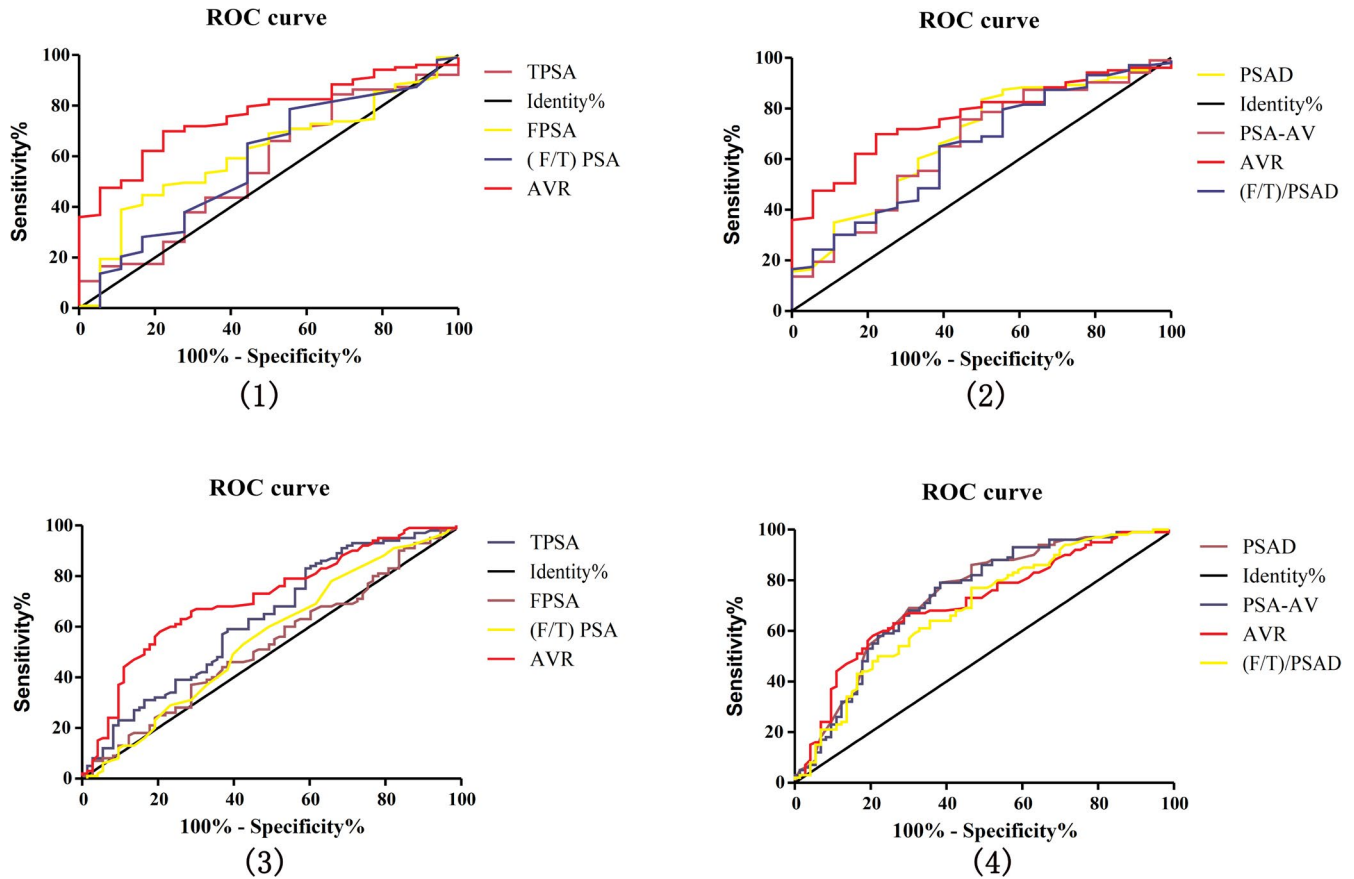 ROC curve
Sensitivity%
100
80
60
40
20
0
0 20 40 60 80 100
100% - Specificity%
TPSA
Identity%
FPSA
( F/T) PSA
AVR
(1)
ROC curve
Sensitivity%
100
80
60
40
20
0
0 20 40 60 80 100
100% - Specificity%
PSAD
Identity%
PSA-AV
AVR
(F/T)/PSAD
(2)
ROC curve
Sensitivity%
100
80
60
40
20
0
0 20 40 60 80 100
100% - Specificity%
TPSA
Identity%
FPSA
(F/T) PSA
AVR
(3)
ROC curve
Sensitivity%
100
80
60
40
20
0
0 20 40 60 80 100
100% - Specificity%
PSAD
Identity%
PSA-AV
AVR
(F/T)/PSAD
(4)